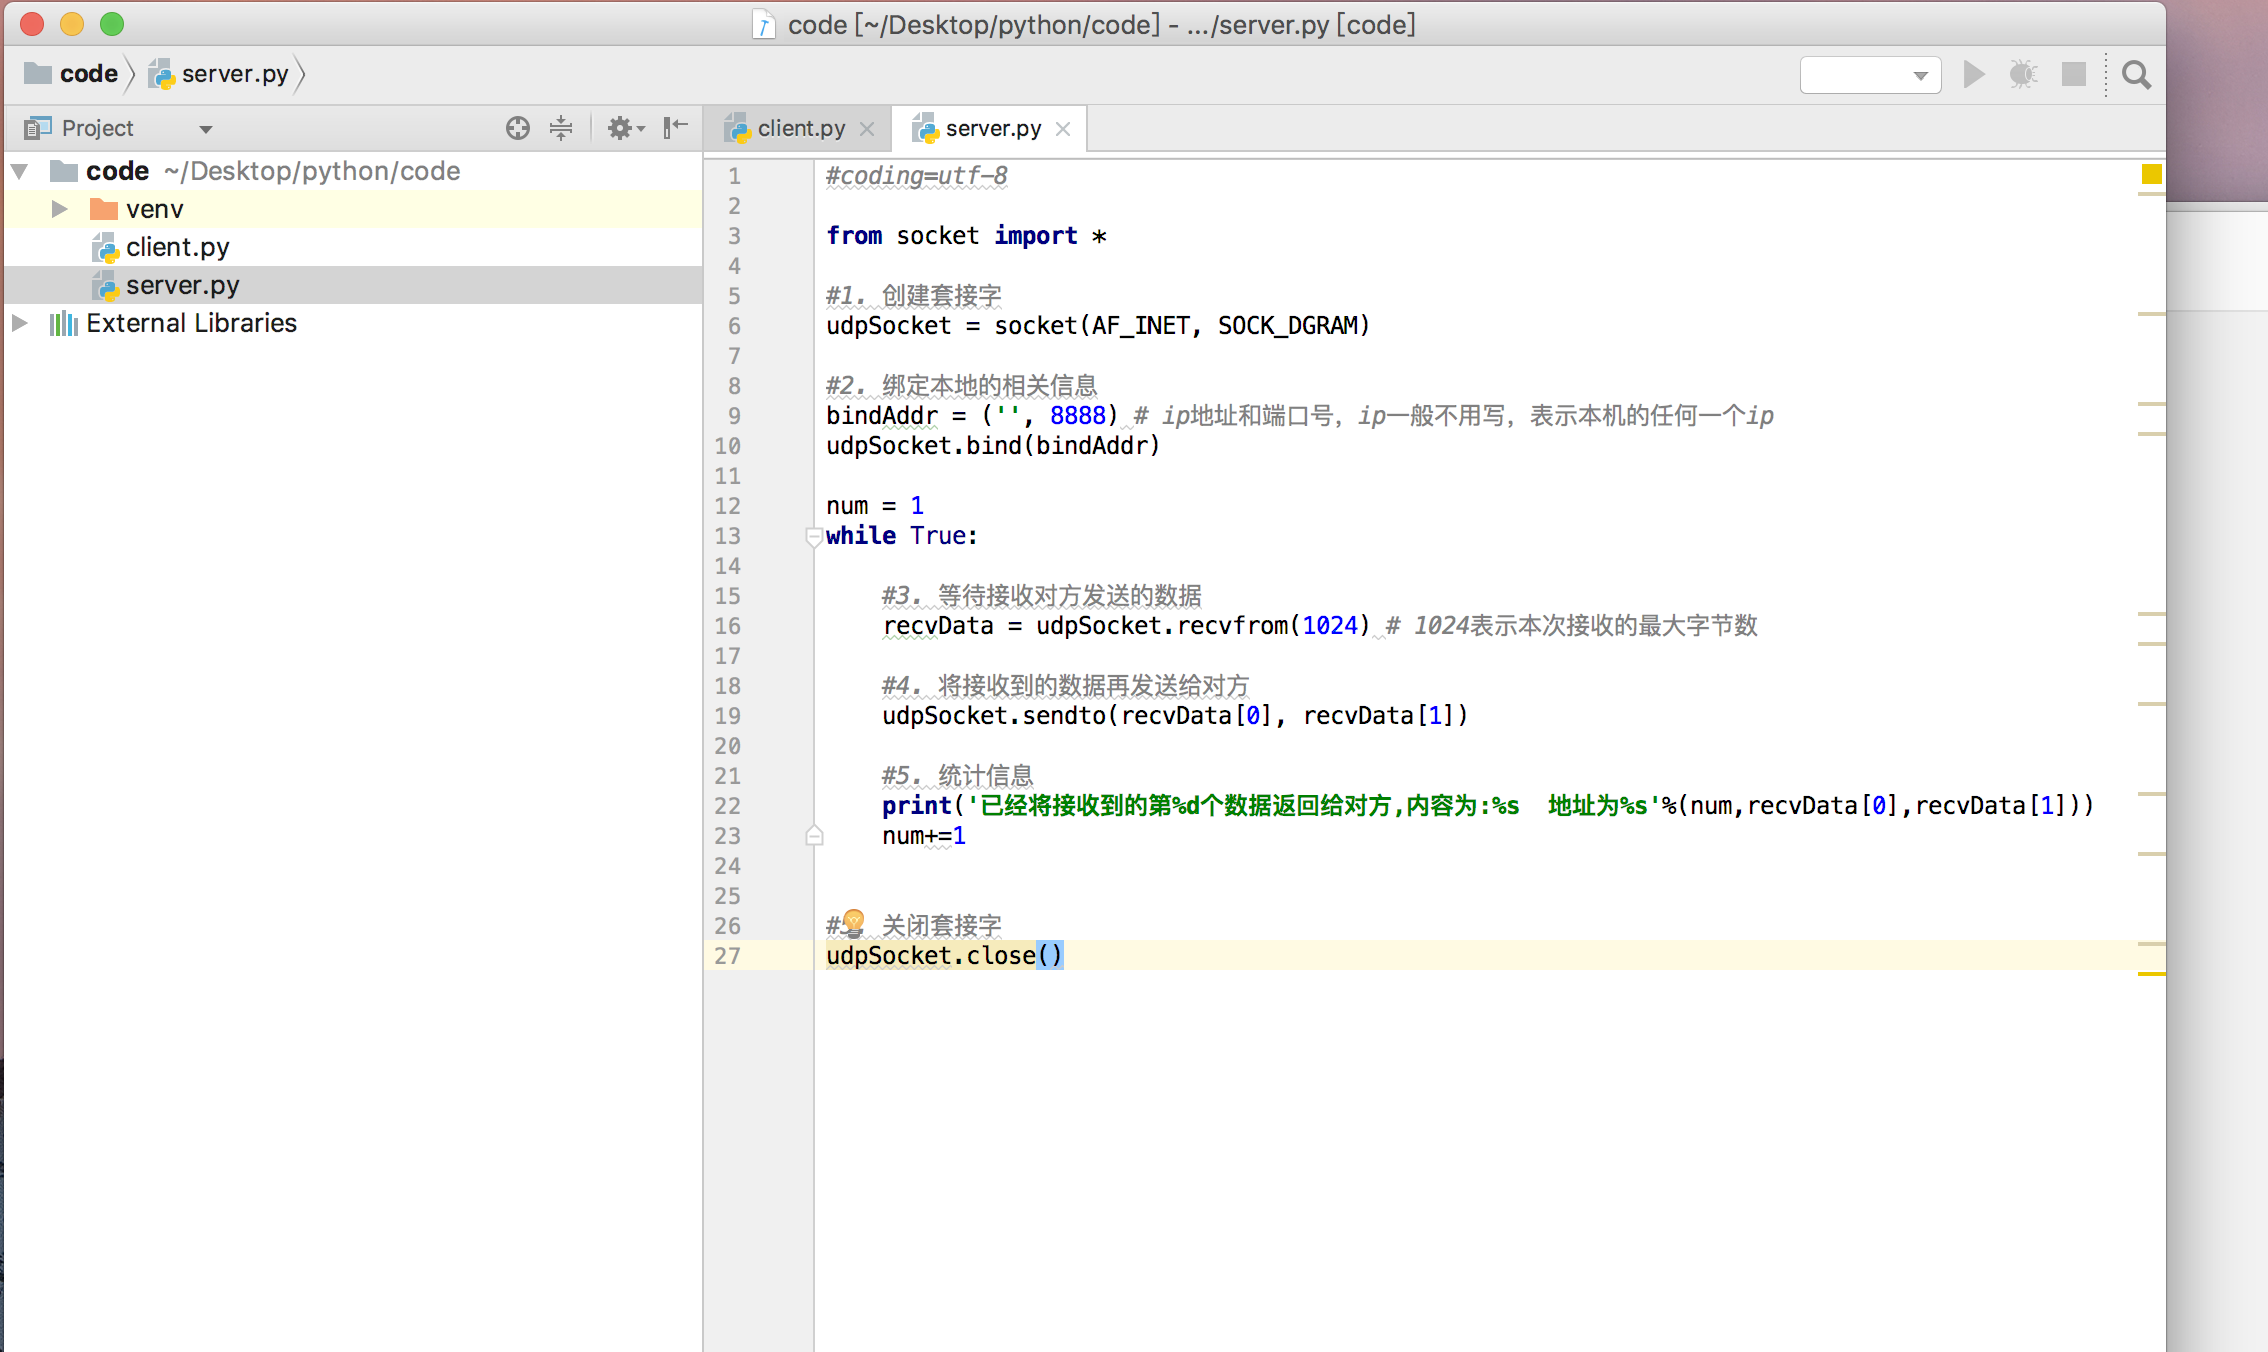 code [~/Desktop/python/code] - .../server.py [code]
code
server.py
Project
client.py
server.py
code ~/Desktop/python/code
venv
client.py
server.py
External Libraries
1 #coding=utf-8
2
3 from socket import *
4
5 #1. 创建套接字
6 udpSocket = socket(AF_INET, SOCK_DGRAM)
7
8 #2. 绑定本地的相关信息
9 bindAddr = ('', 8888) # ip地址和端口号，ip一般不用写，表示本机的任何一个ip
10 udpSocket.bind(bindAddr)
11
12 num = 1
13 while True:
14
15 #3. 等待接收对方发送的数据
16 recvData = udpSocket.recvfrom(1024) # 1024表示本次接收的最大字节数
17
18 #4. 将接收到的数据再发送给对方
19 udpSocket.sendto(recvData[0], recvData[1])
20
21 #5. 统计信息
22 print('已经将接收到的第%d个数据返回给对方,内容为:%s  地址为%s'%(num,recvData[0],recvData[1]))
23 num+=1
24
25
26 # 关闭套接字
27 udpSocket.close()